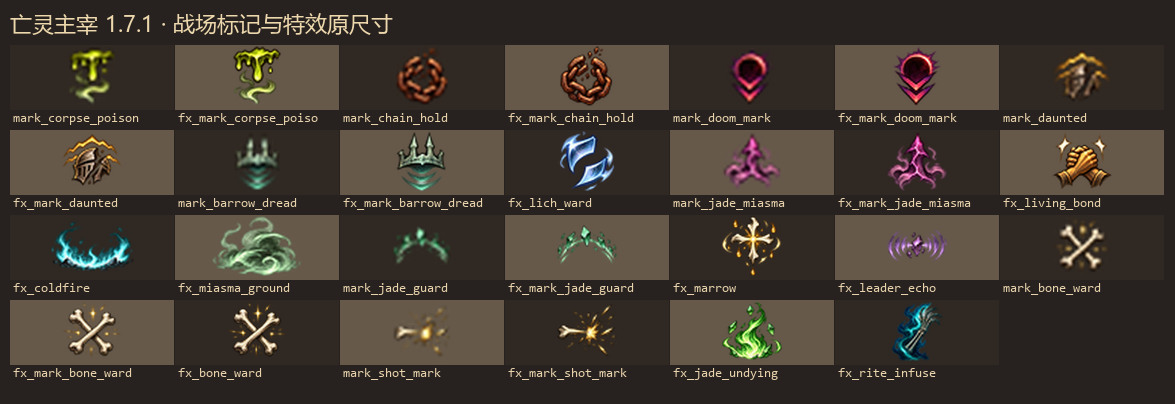 亡灵主宰 1.7.1 · 战场标记与特效原尺寸
mark_corpse_poison fx_mark_corpse_poiso mark_chain_hold fx_mark_chain_hold mark_doom_mark fx_mark_doom_mark mark_daunted
fx_mark_daunted mark_barrow_dread fx_mark_barrow_dread fx_lich_ward mark_jade_miasma fx_mark_jade_miasma fx_living_bond
fx_coldfire fx_miasma_ground mark_jade_guard fx_mark_jade_guard fx_marrow fx_leader_echo mark_bone_ward
fx_mark_bone_ward fx_bone_ward mark_shot_mark fx_mark_shot_mark fx_jade_undying fx_rite_infuse